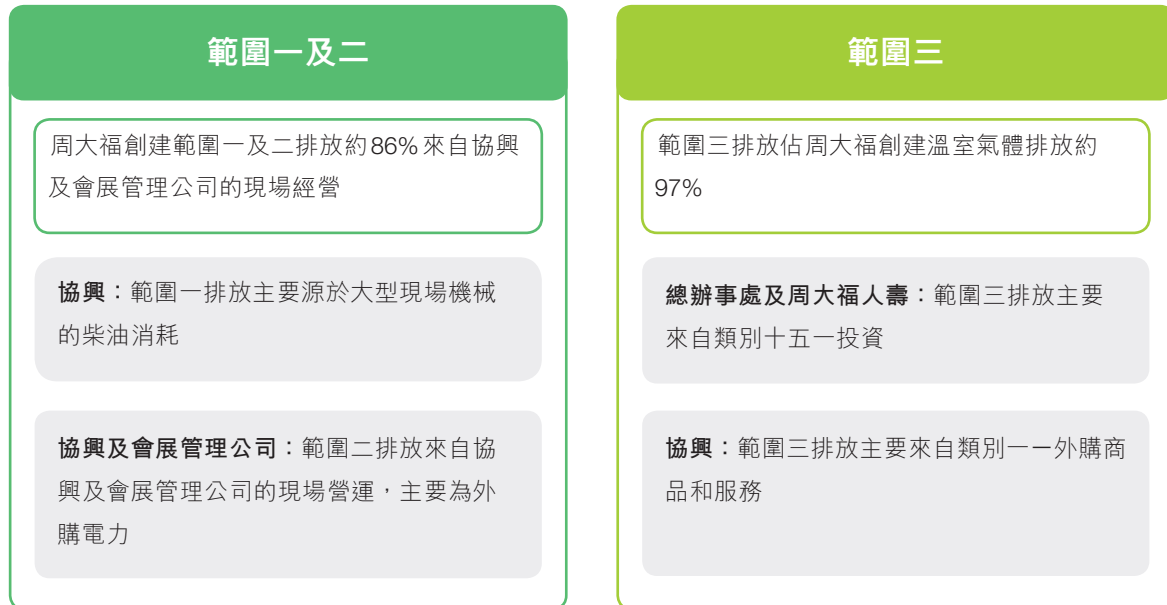 範圍一及二
周大福創建範圍一及二排放約86% 來自協興
及會展管理公司的現場經營
協興：範圍一排放主要源於大型現場機械
的柴油消耗
協興及會展管理公司：範圍二排放來自協
興及會展管理公司的現場營運，主要為外
購電力
範圍三
範圍三排放佔周大福創建溫室氣體排放約
97%
總辦事處及周大福人壽：範圍三排放主要
來自類別十五—投資
協興：範圍三排放主要來自類別一—外購商
品和服務